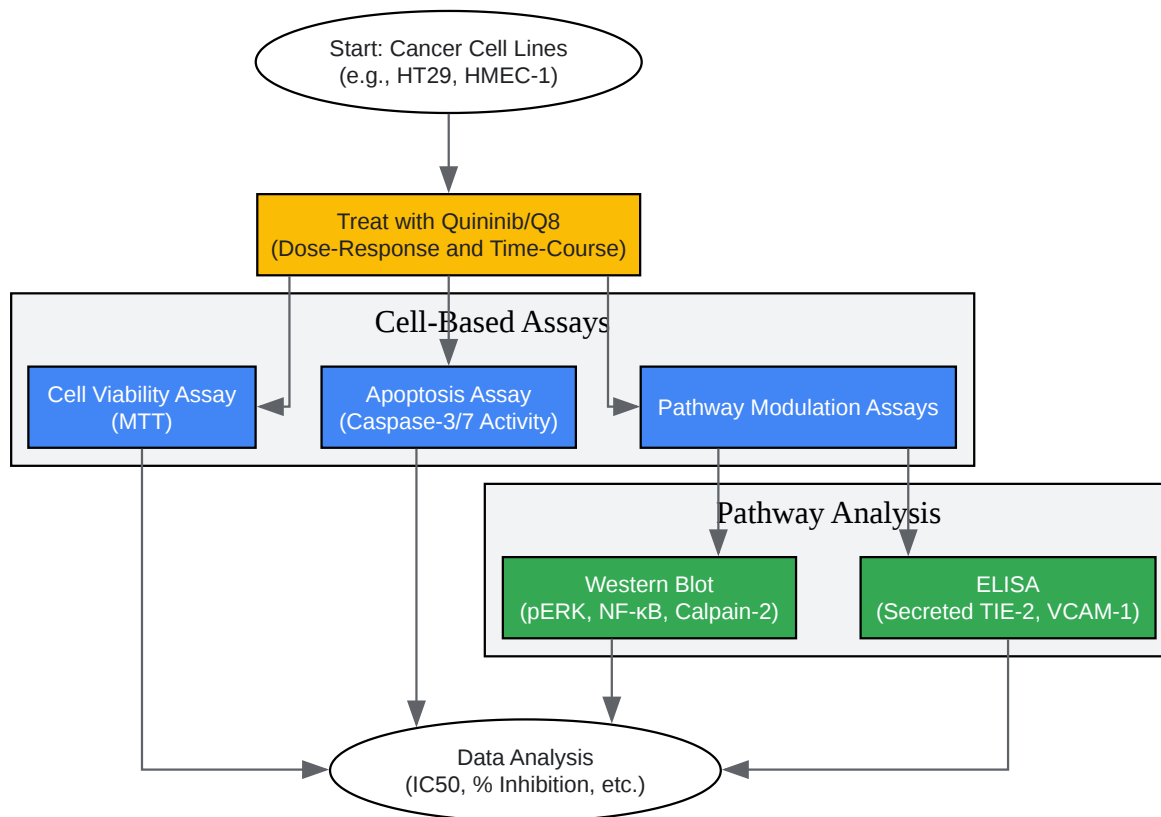 Start: Cancer Cell Lines
(e.g., HT29, HMEC-1)
Treat with Quininib/Q8
(Dose-Response and Time-Course)
Cell-Based Assays
Cell Viability Assay
(MTT)
Apoptosis Assay
(Caspase-3/7 Activity)
Pathway Modulation Assays
Pathway Analysis
Western Blot
(pERK, NF-κB, Calpain-2)
ELISA
(Secreted TIE-2, VCAM-1)
Data Analysis
(IC50, % Inhibition, etc.)